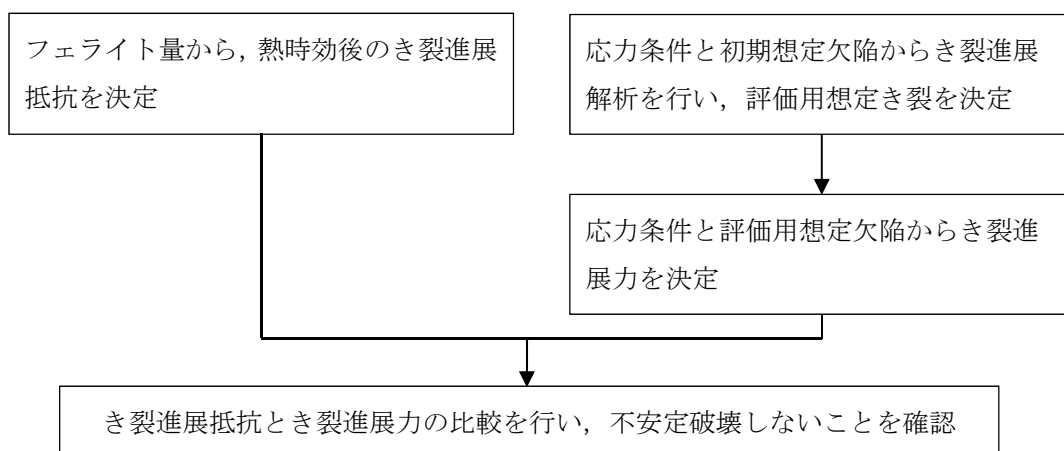 フェライト量から，熱時効後のき裂進展
抵抗を決定
応力条件と初期想定欠陥からき裂進展
解析を行い，評価用想定き裂を決定
応力条件と評価用想定欠陥からき裂進
展力を決定
き裂進展抵抗とき裂進展力の比較を行い，不安定破壊しないことを確認